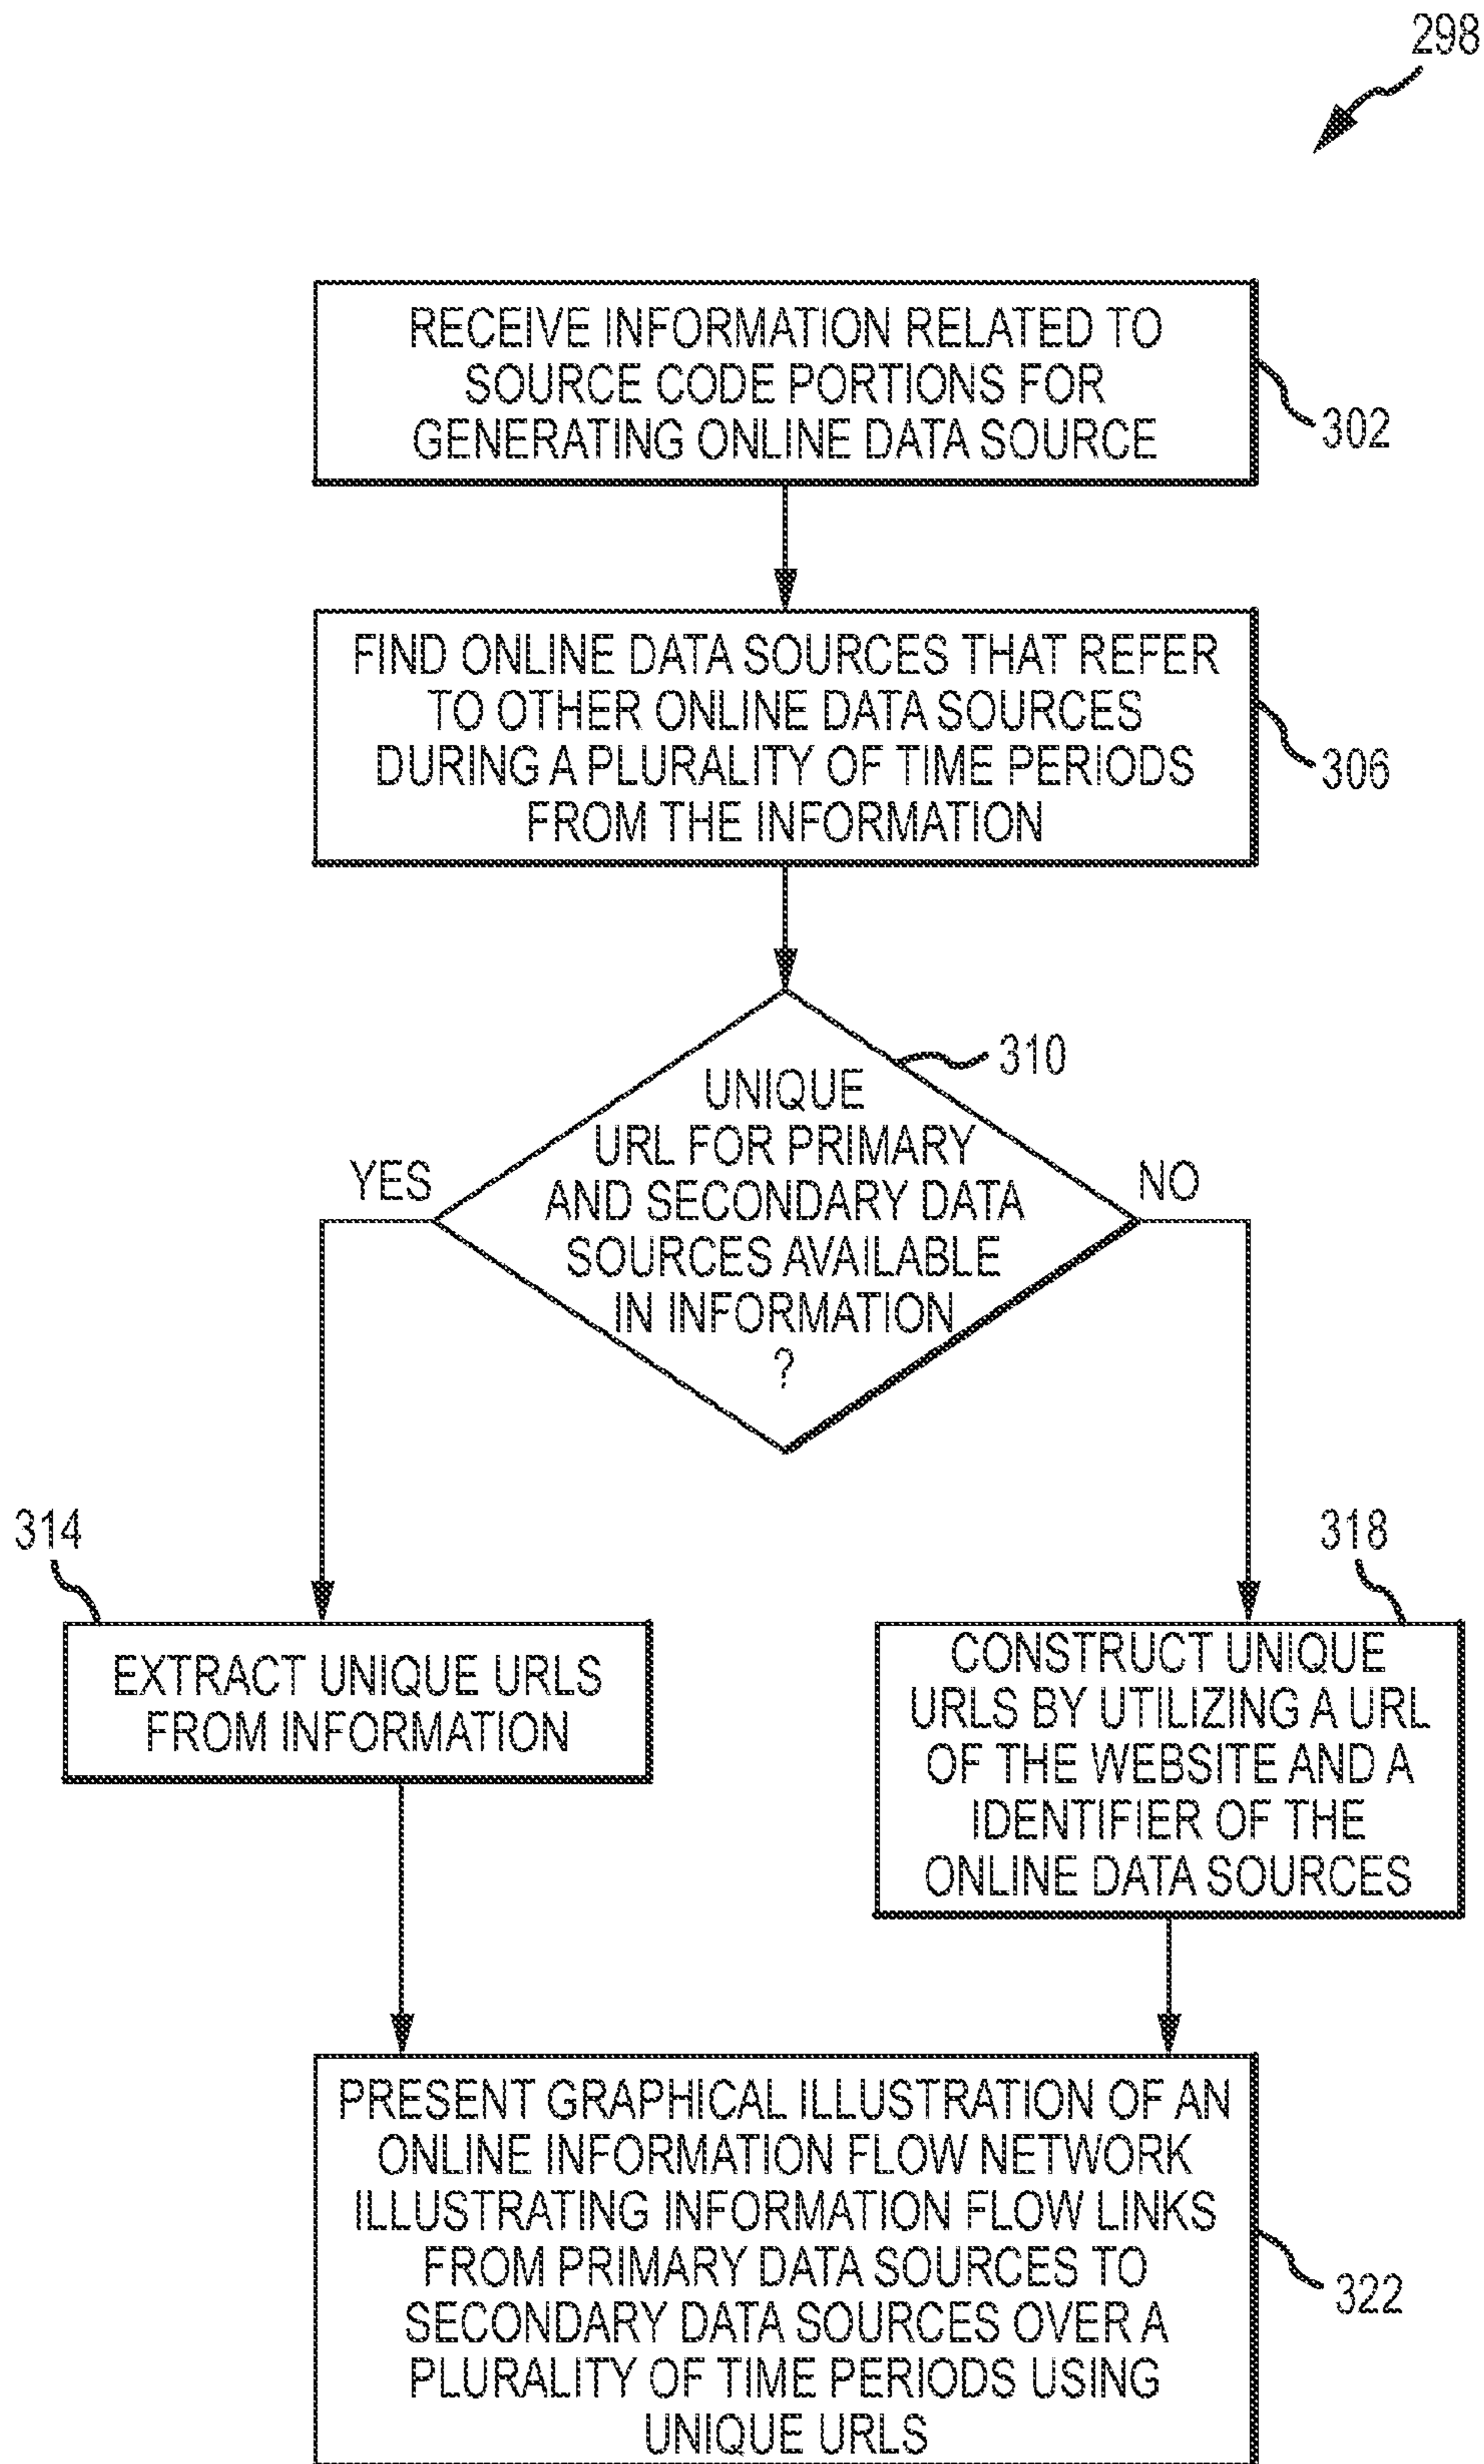 298
RECEIVE INFORMATION RELATED TO
SOURCE CODE PORTIONS FOR
GENERATING ONLINE DATA SOURCE
302
FIND ONLINE DATA SOURCES THAT REFER
TO OTHER ONLINE DATA SOURCES
DURING A PLURALITY OF TIME PERIODS
FROM THE INFORMATION
306
310
UNIQUE
URL FOR PRIMARY
AND SECONDARY DATA
SOURCES AVAILABLE
IN INFORMATION
?
YES
NO
314
EXTRACT UNIQUE URLS
FROM INFORMATION
318
CONSTRUCT UNIQUE
URLS BY UTILIZING A URL
OF THE WEBSITE AND A
IDENTIFIER OF THE
ONLINE DATA SOURCES
PRESENT GRAPHICAL ILLUSTRATION OF AN
ONLINE INFORMATION FLOW NETWORK
ILLUSTRATING INFORMATION FLOW LINKS
FROM PRIMARY DATA SOURCES TO
SECONDARY DATA SOURCES OVER A
PLURALITY OF TIME PERIODS USING
UNIQUE URLS
322